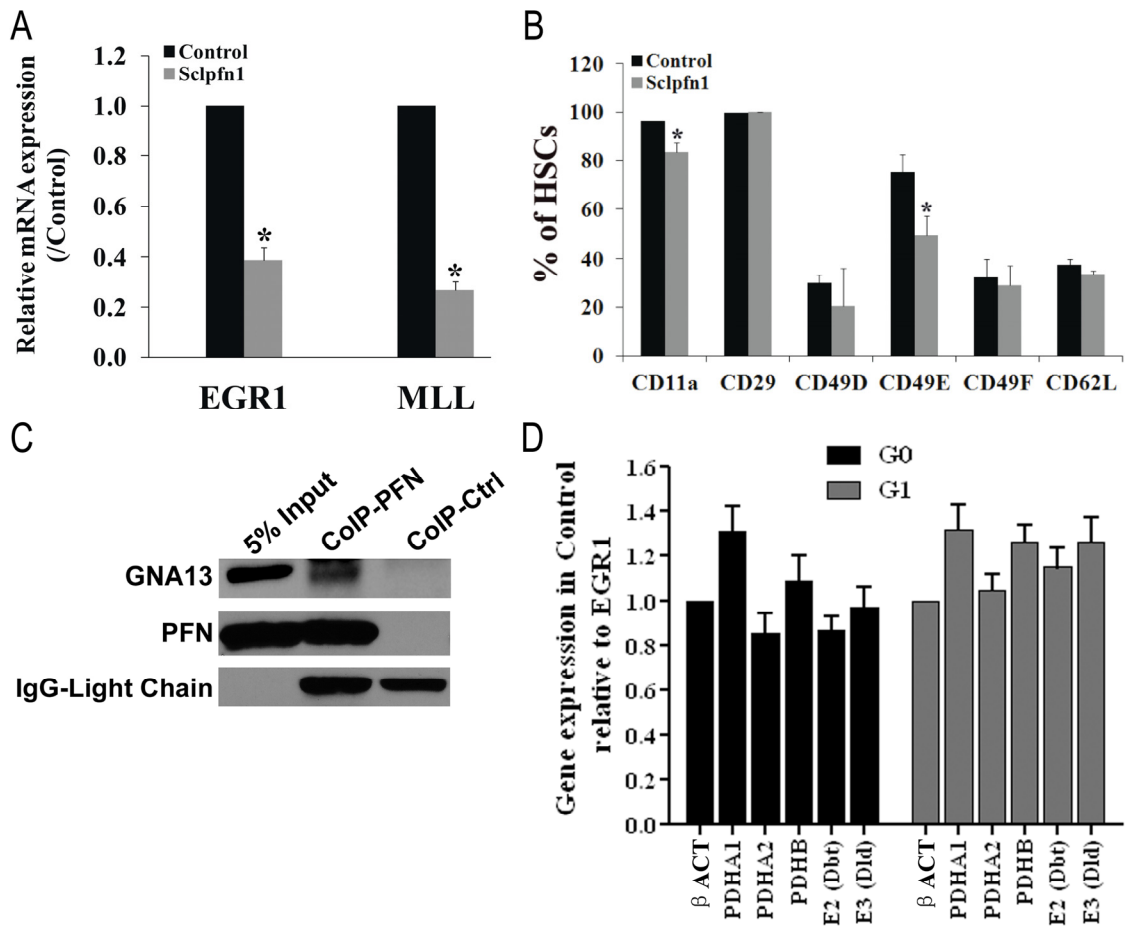 A
Relative mRNA expression
(/Control)
1.2
1.0
0.8
0.6
0.4
0.2
0.0
Control
Sclpfn1
*
*
EGR1 MLL
B
% of HSCs
120
100
80
60
40
20
0
Control
Sclpfn1
*
*
CD11a CD29 CD49D CD49E CD49F CD62L
C
5% Input CoIP-PFN CoIP-Ctrl
GNA13
PFN
IgG-Light Chain
D
Gene expression in Control
relative to EGR1
1.6
1.4
1.2
1.0
0.8
0.6
0.4
0.2
0.0
G0
G1
β ACT
PDHA1
PDHA2
PDHB
E2 (Dbt)
E3 (Dld)
β ACT
PDHA1
PDHA2
PDHB
E2 (Dbt)
E3 (Dld)